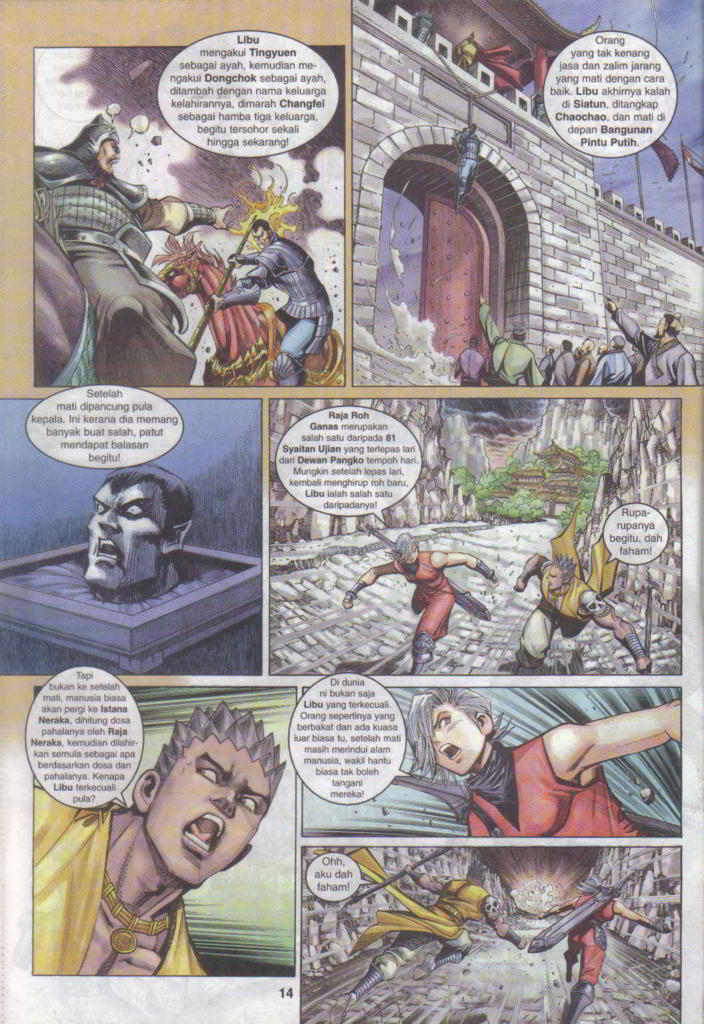 Libu
mengakui Tingyuen
sebagai ayah, kemudian me-
ngakui Dongchok sebagai ayah,
ditambah dengan nama keluarga
kelahirannya, dimarah Changfei
sebagai hamba tiga keluarga,
begitu tersohor sekali
hingga sekarang!
Orang
yang tak kenang
jasa dan zalim jarang
yang mati dengan cara
baik. Libu akhirnya kalah
di Siatun, ditangkap
Chaochao, dan mati di
depan Bangunan
Pintu Putih.
Setelah
mati dipancung pula
kepala. Ini kerana dia memang
banyak buat salah, patut
mendapat balasan
begitu!
Raja Roh
Ganas merupakan
salah satu daripada 81
Syaitan Ujian yang terlepas lari
dari Dewan Pangko tempoh hari.
Mungkin setelah lepas lari,
kembali menghirup roh baru,
Libu ialah salah satu
daripadanya!
Rupa-
rupanya
begitu, dah
faham!
Tapi
bukan ke setelah
mati, manusia biasa
akan pergi ke Istana
Neraka, dihitung dosa
pahalanya oleh Raja
Neraka, kemudian dilahir-
kan semula sebagai apa
berdasarkan dosa dan
pahalanya. Kenapa
Libu terkecuali
pula?
Di dunia
ni bukan saja
Libu yang terkecuali.
Orang sepertinya yang
berbakat dan ada kuasa
luar biasa tu, setelah mati
masih merindui alam
manusia, wakil hantu
biasa tak boleh
tangani
mereka!
Ohh,
aku dah
faham!
14